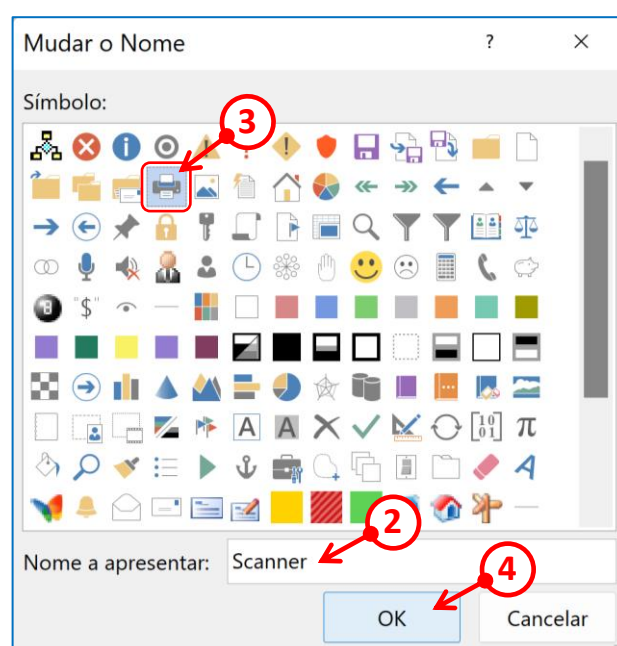 Mudar o Nome ? ×
Símbolo:
3
2
Nome a apresentar: Scanner
4
OK Cancelar